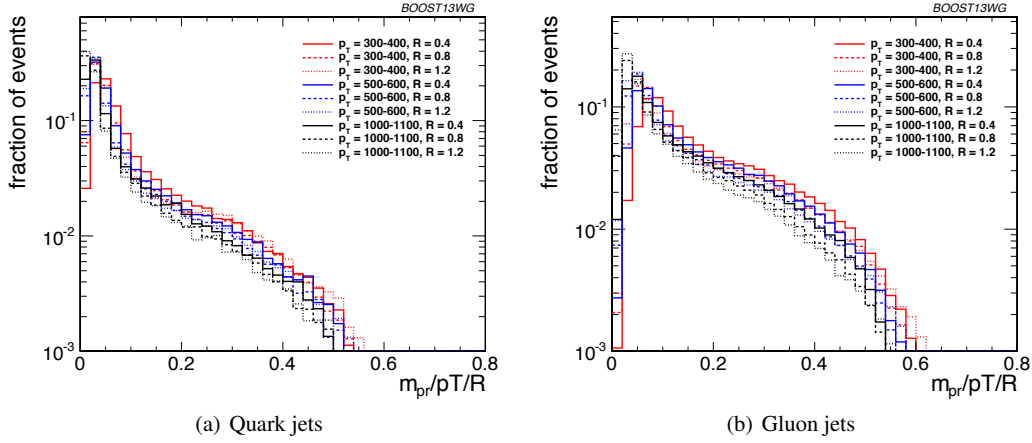 BOOST13WG
fraction of events
p_T = 300-400, R = 0.4
p_T = 300-400, R = 0.8
p_T = 300-400, R = 1.2
p_T = 500-600, R = 0.4
p_T = 500-600, R = 0.8
p_T = 500-600, R = 1.2
p_T = 1000-1100, R = 0.4
p_T = 1000-1100, R = 0.8
p_T = 1000-1100, R = 1.2
10^-1
10^-2
10^-3
0 0.2 0.4 0.6 0.8
m_pr/pT/R
(a) Quark jets
BOOST13WG
fraction of events
p_T = 300-400, R = 0.4
p_T = 300-400, R = 0.8
p_T = 300-400, R = 1.2
p_T = 500-600, R = 0.4
p_T = 500-600, R = 0.8
p_T = 500-600, R = 1.2
p_T = 1000-1100, R = 0.4
p_T = 1000-1100, R = 0.8
p_T = 1000-1100, R = 1.2
10^-1
10^-2
10^-3
0 0.2 0.4 0.6 0.8
m_pr/pT/R
(b) Gluon jets